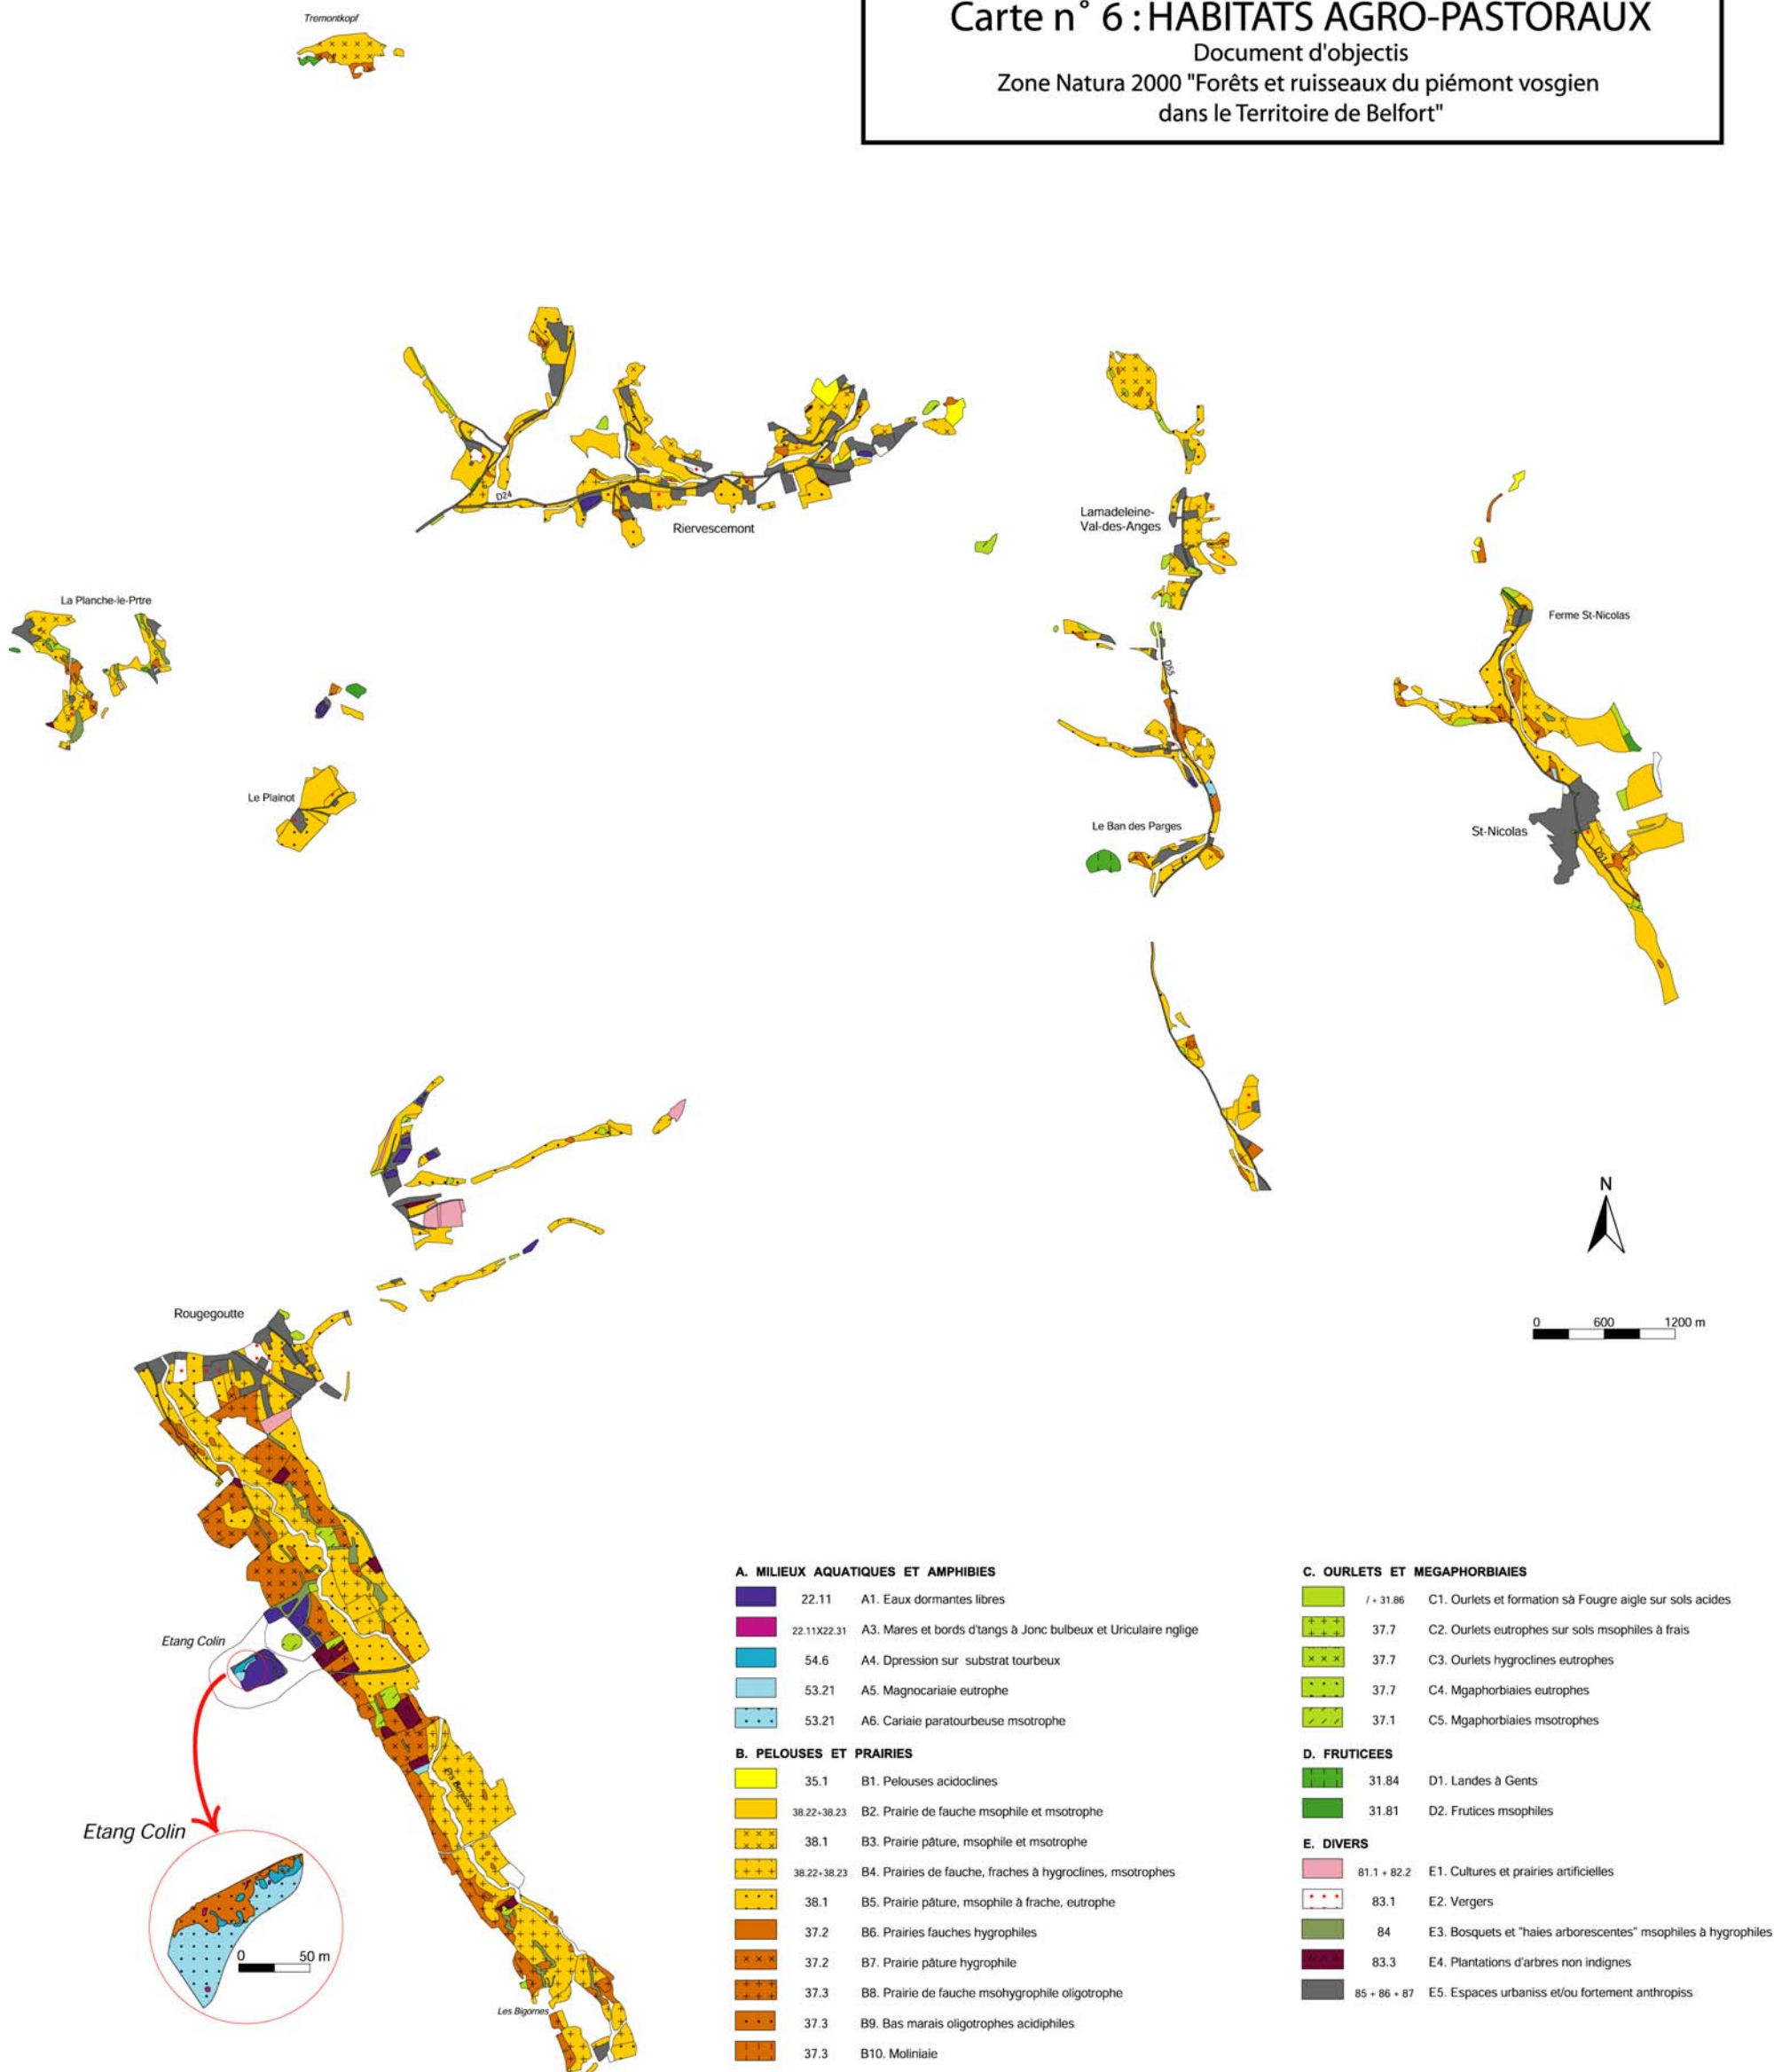 Carte n° 6 : HABITATS AGRO-PASTORAUX
Document d'objectis
Zone Natura 2000 "Forêts et ruisseaux du piémont vosgien
dans le Territoire de Belfort"
Tremontkopf
D24
Riervescemont
Lamadeleine-
Val-des-Anges
La Planche-le-Prtre
Ferme St-Nicolas
D55
Le Plainot
Le Ban des Parges
St-Nicolas
D51
N
0 600 1200 m
Rougegoutte
Etang Colin
Etang Colin
0 50 m
Les Bigornes
A. MILIEUX AQUATIQUES ET AMPHIBIES
22.11 A1. Eaux dormantes libres
22.11X22.31 A3. Mares et bords d'tangs à Jonc bulbeux et Uriculaire nglige
54.6 A4. Dpression sur substrat tourbeux
53.21 A5. Magnocariaie eutrophe
53.21 A6. Cariaie paratourbeuse msotrophe
B. PELOUSES ET PRAIRIES
35.1 B1. Pelouses acidoclines
38.22+38.23 B2. Prairie de fauche msophile et msotrophe
38.1 B3. Prairie pâture, msophile et msotrophe
38.22+38.23 B4. Prairies de fauche, fraches à hygroclines, msotrophes
38.1 B5. Prairie pâture, msophile à frache, eutrophe
37.2 B6. Prairies fauches hygrophiles
37.2 B7. Prairie pâture hygrophile
37.3 B8. Prairie de fauche msohygrophile oligotrophe
37.3 B9. Bas marais oligotrophes acidiphiles
37.3 B10. Moliniaie
C. OURLETS ET MEGAPHORBIAIES
/ + 31.86 C1. Ourlets et formation sà Fougre aigle sur sols acides
37.7 C2. Ourlets eutrophes sur sols msophiles à frais
37.7 C3. Ourlets hygroclines eutrophes
37.7 C4. Mgaphorbiaies eutrophes
37.1 C5. Mgaphorbiaies msotrophes
D. FRUTICEES
31.84 D1. Landes à Gents
31.81 D2. Frutices msophiles
E. DIVERS
81.1 + 82.2 E1. Cultures et prairies artificielles
83.1 E2. Vergers
84 E3. Bosquets et "haies arborescentes" msophiles à hygrophiles
83.3 E4. Plantations d'arbres non indignes
85 + 86 + 87 E5. Espaces urbaniss et/ou fortement anthropiss